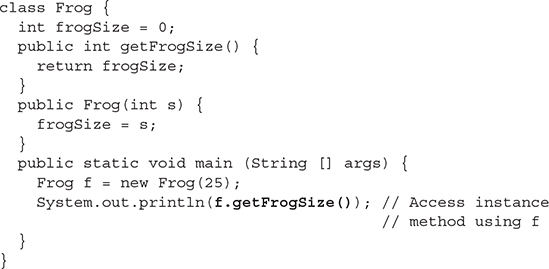 class Frog {
  int frogSize = 0;
  public int getFrogSize() {
    return frogSize;
  }
  public Frog(int s) {
    frogSize = s;
  }
  public static void main (String [] args) {
    Frog f = new Frog(25);
    System.out.println(f.getFrogSize()); // Access instance
                                         // method using f
  }
}